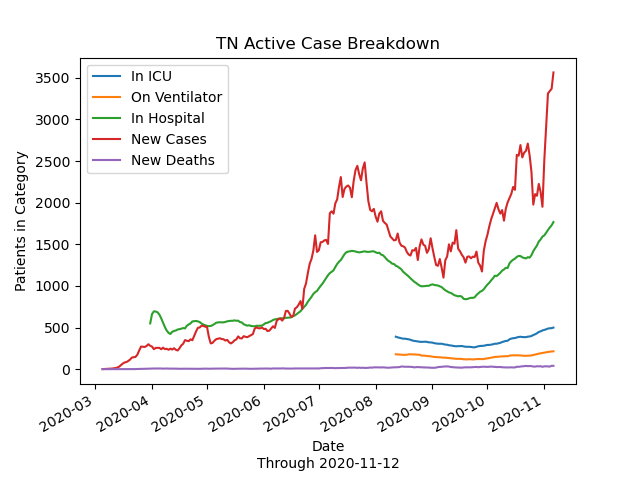 TN Active Case Breakdown
In ICU
On Ventilator
In Hospital
New Cases
New Deaths
Patients in Category
3500
3000
2500
2000
1500
1000
500
0
2020-03
2020-04
2020-05
2020-06
2020-07
2020-08
2020-09
2020-10
2020-11
Date
Through 2020-11-12